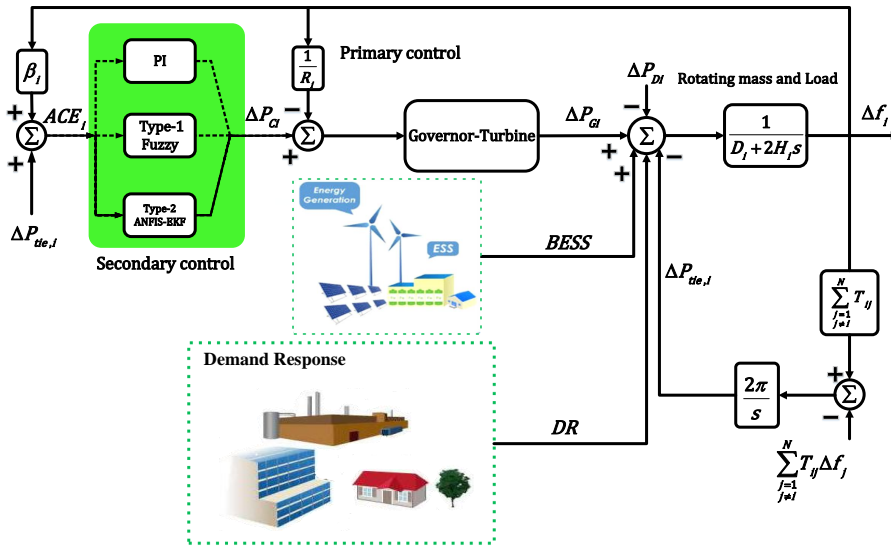 β_i
+
ACE_i
Σ
+
ΔP_tie,i
PI
Type-1
Fuzzy
Type-2
ANFIS-EKF
Secondary control
ΔP_Ci
1
R_i
Primary control
−
Σ
+
Governor-Turbine
ΔP_Gi
ΔP_Di
−
+
Σ
−
+
+
Rotating mass and Load
1
D_i + 2H_i s
Δf_i
Energy
Generation
ESS
BESS
ΔP_tie,i
N
Σ T_ij
j=1
j≠i
+
Σ
−
2π
s
Demand Response
DR
N
Σ T_ij Δf_j
j=1
j≠i